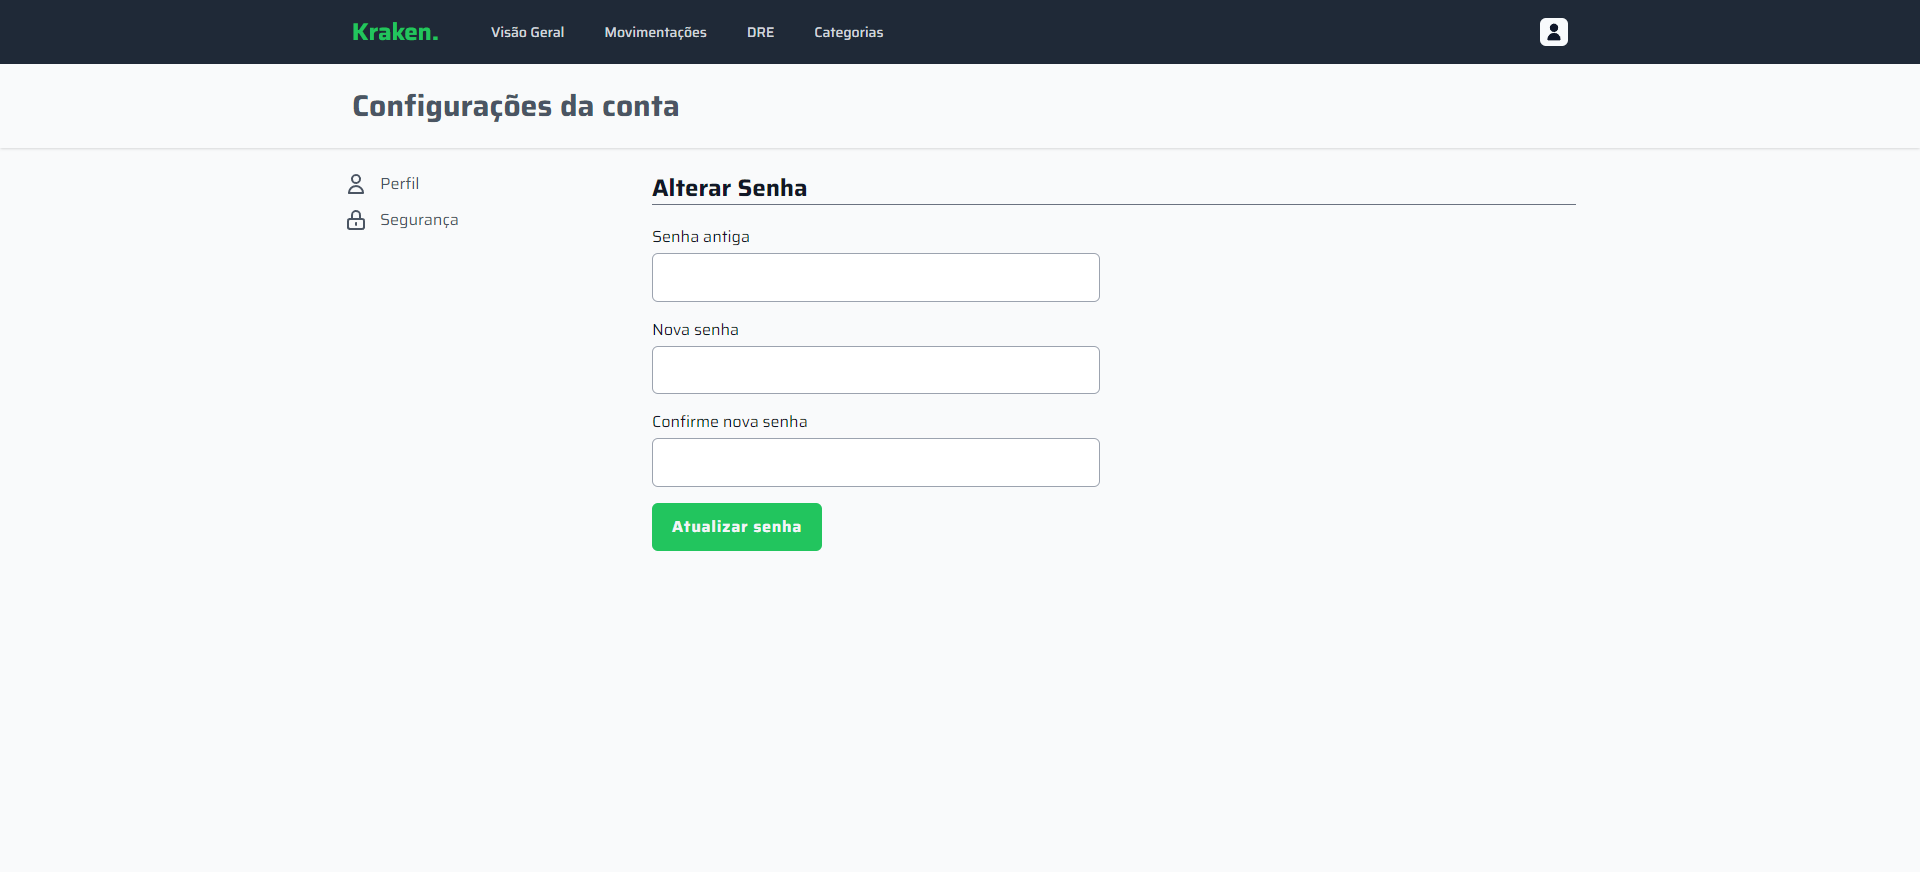 Kraken.
Visão Geral
Movimentações
DRE
Categorias
Configurações da conta
Perfil
Segurança
Alterar Senha
Senha antiga
Nova senha
Confirme nova senha
Atualizar senha